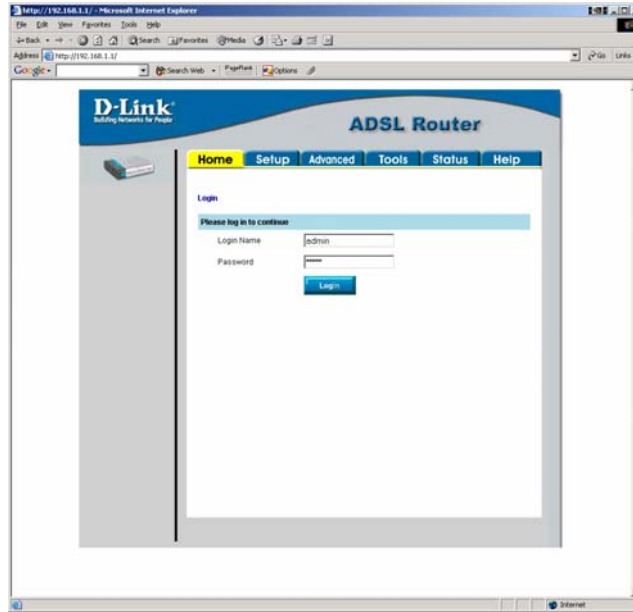 http://192.168.1.1/ - Microsoft Internet Explorer
File Edit View Favorites Tools Help
Back Search Favorites Media
Address http://192.168.1.1/ Go Links
Google Search Web PageRank Options
D-Link
Building Networks for People
ADSL Router
Home Setup Advanced Tools Status Help
Login
Please log in to continue
Login Name admin
Password *****
Login
Internet